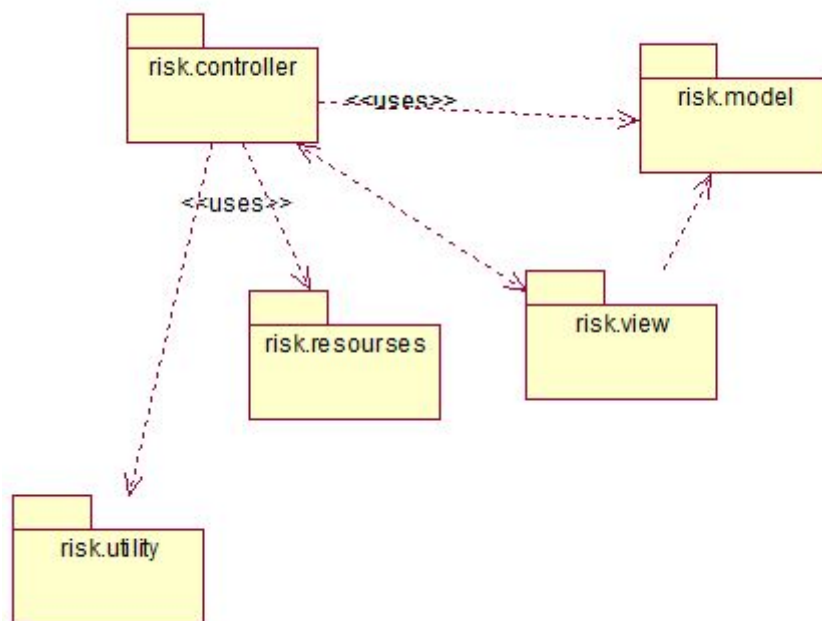 risk.controller
<<uses>>
risk.model
<<uses>>
risk.view
risk.resourses
risk.utility